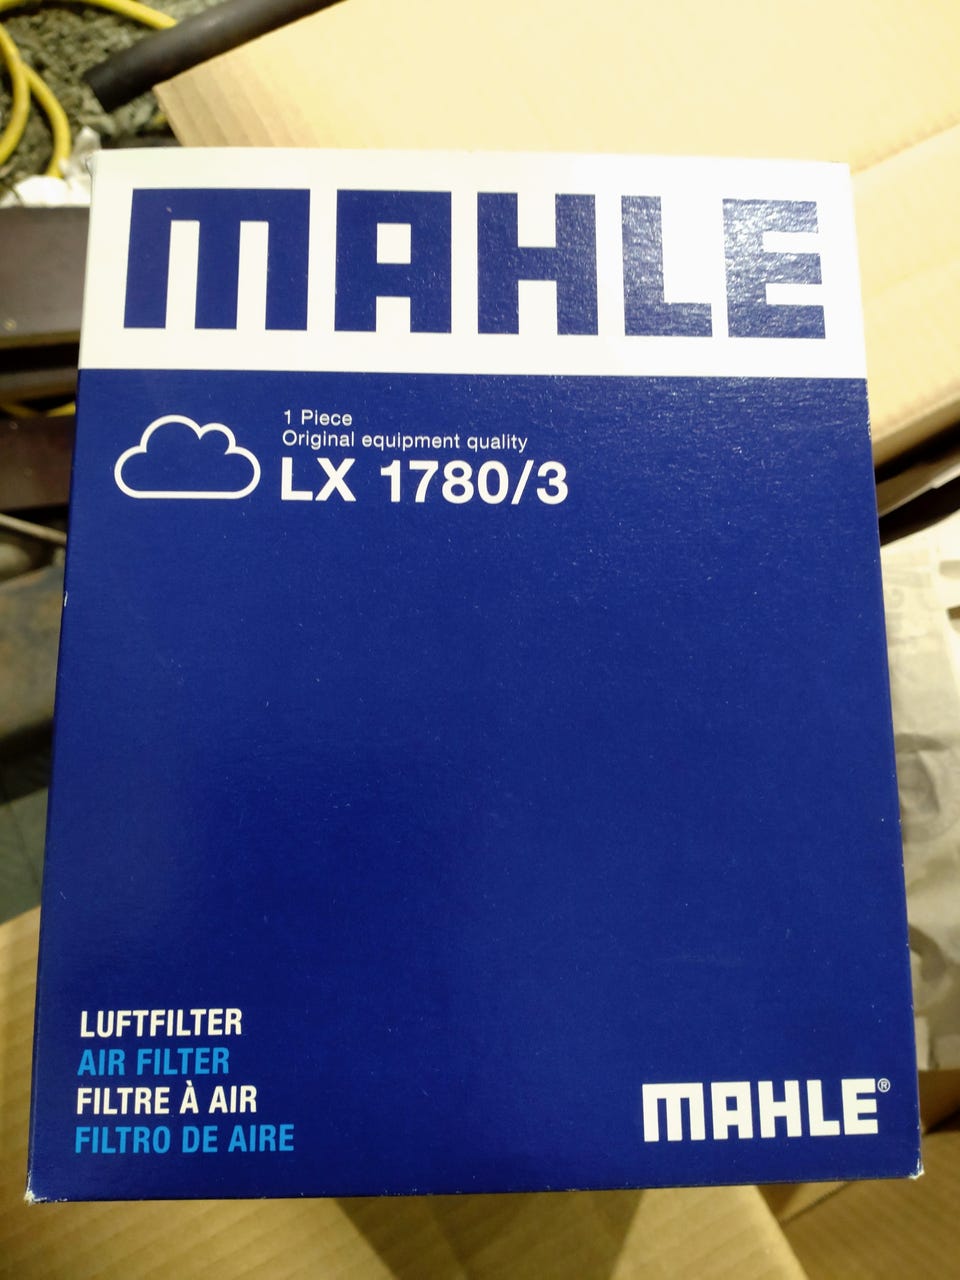 MAHLE
1 Piece
Original equipment quality
LX 1780/3
LUFTFILTER
AIR FILTER
FILTRE À AIR
FILTRO DE AIRE
MAHLE®